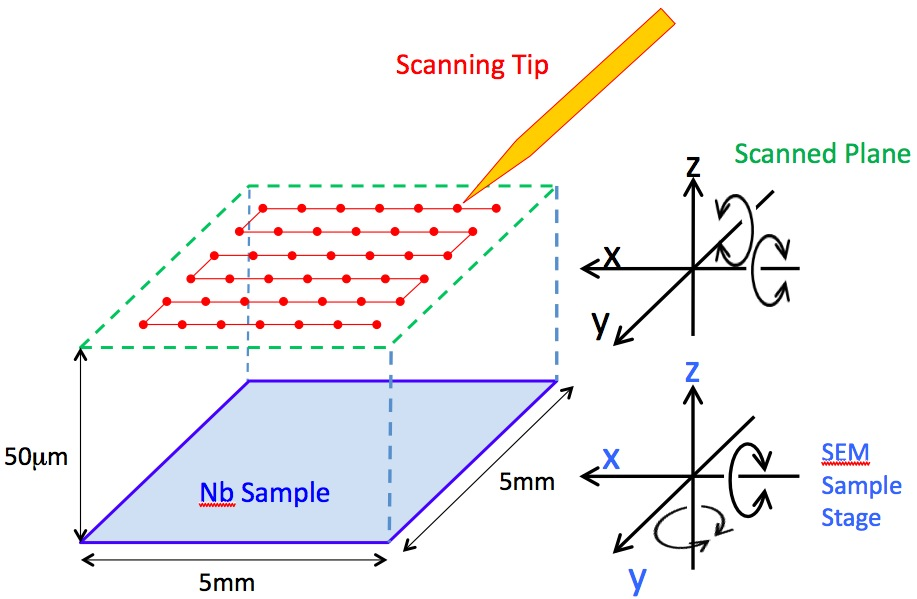 Scanning Tip
Scanned Plane
z
x
y
50μm
Nb Sample
5mm
5mm
z
x
y
SEM
Sample
Stage